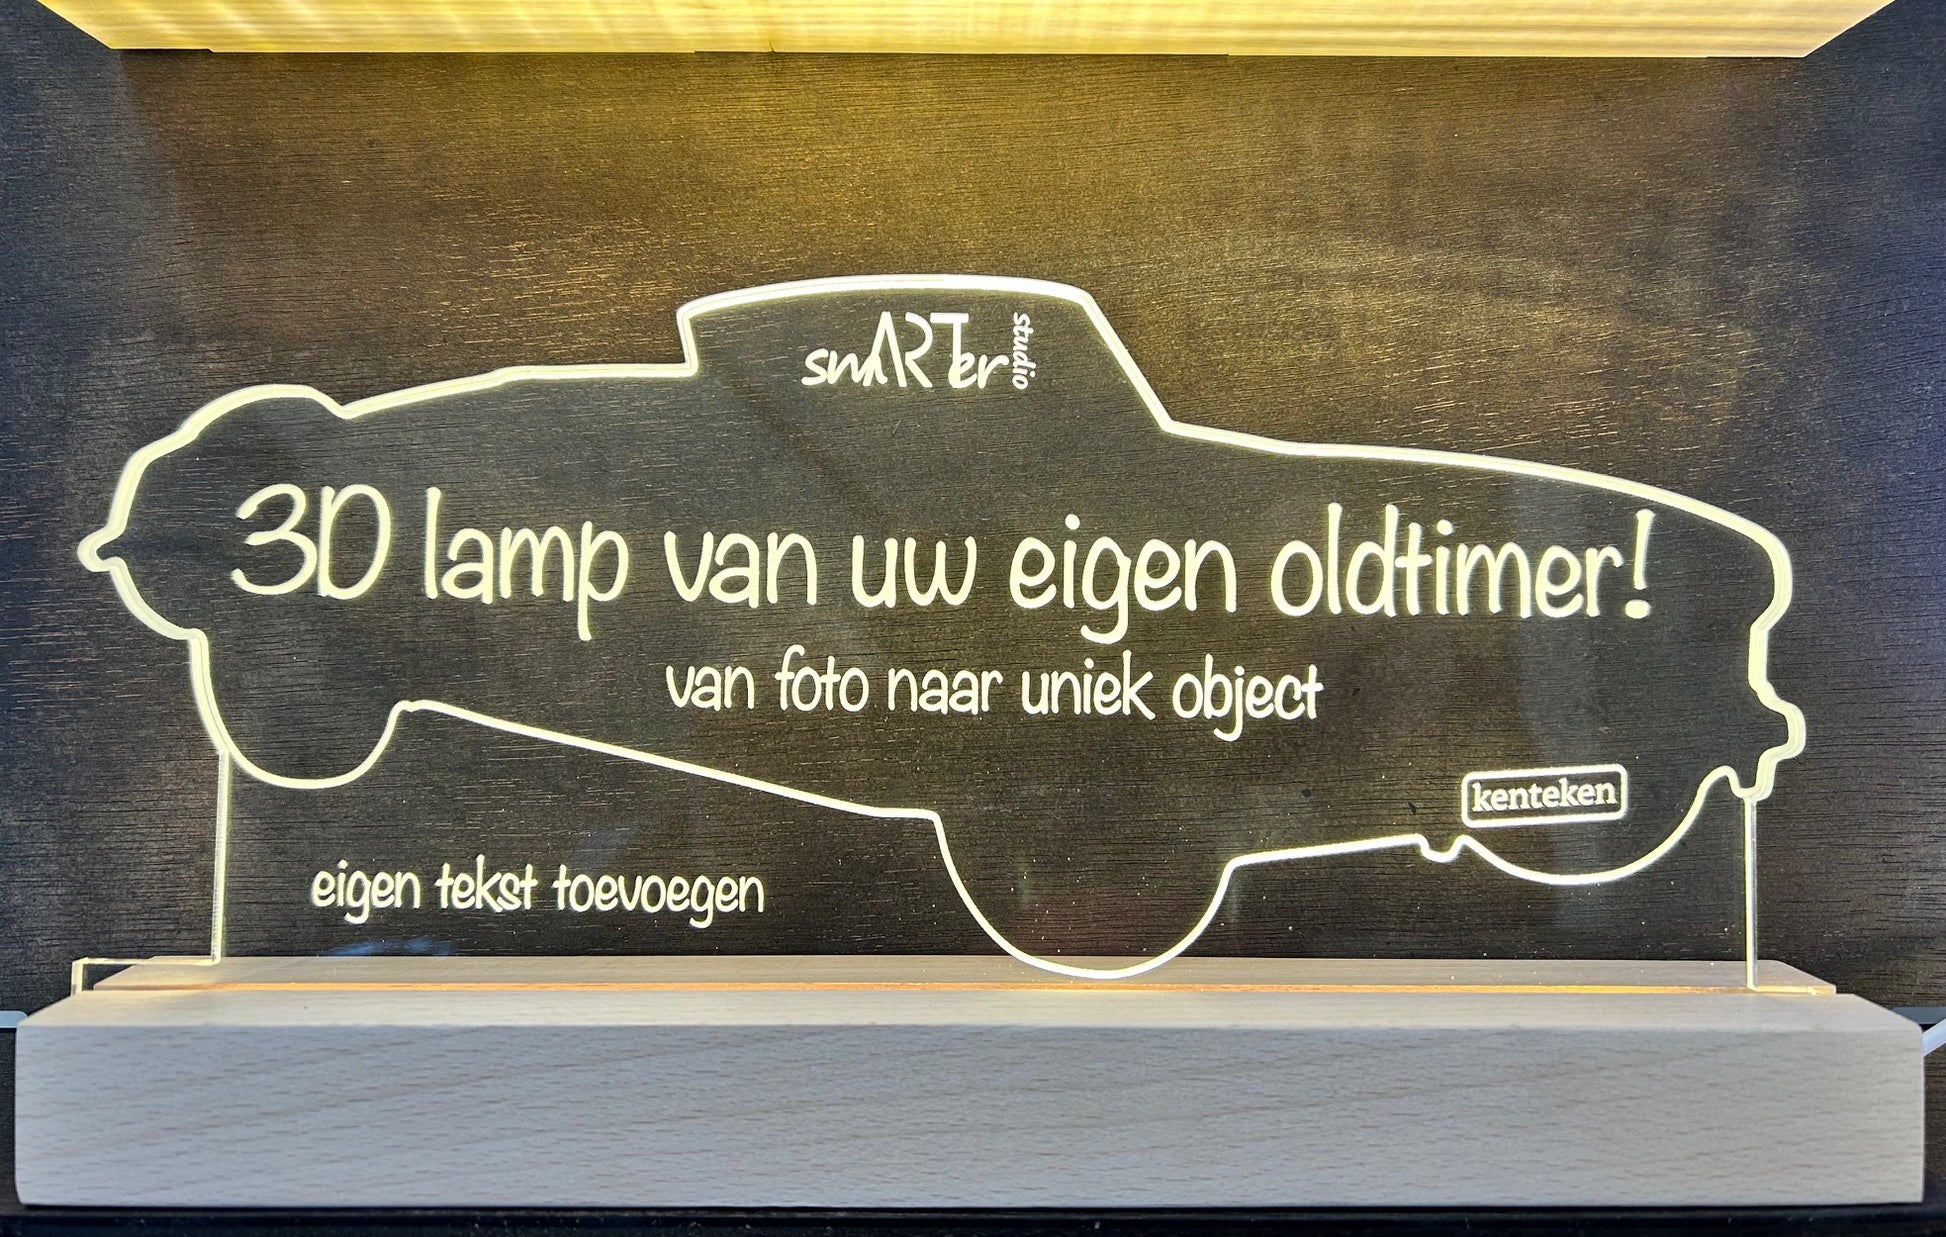 smARTer studio
3D lamp van uw eigen oldtimer!
van foto naar uniek object
kenteken
eigen tekst toevoegen